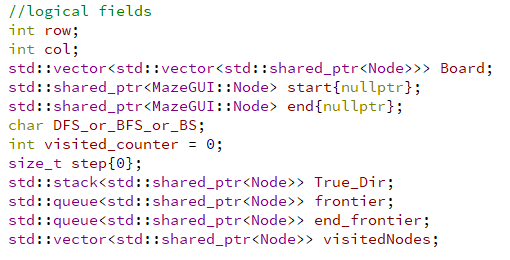 //logical fields
int row;
int col;
std::vector<std::vector<std::shared_ptr<Node>>> Board;
std::shared_ptr<MazeGUI::Node> start{nullptr};
std::shared_ptr<MazeGUI::Node> end{nullptr};
char DFS_or_BFS_or_BS;
int visited_counter = 0;
size_t step{0};
std::stack<std::shared_ptr<Node>> True_Dir;
std::queue<std::shared_ptr<Node>> frontier;
std::queue<std::shared_ptr<Node>> end_frontier;
std::vector<std::shared_ptr<Node>> visitedNodes;